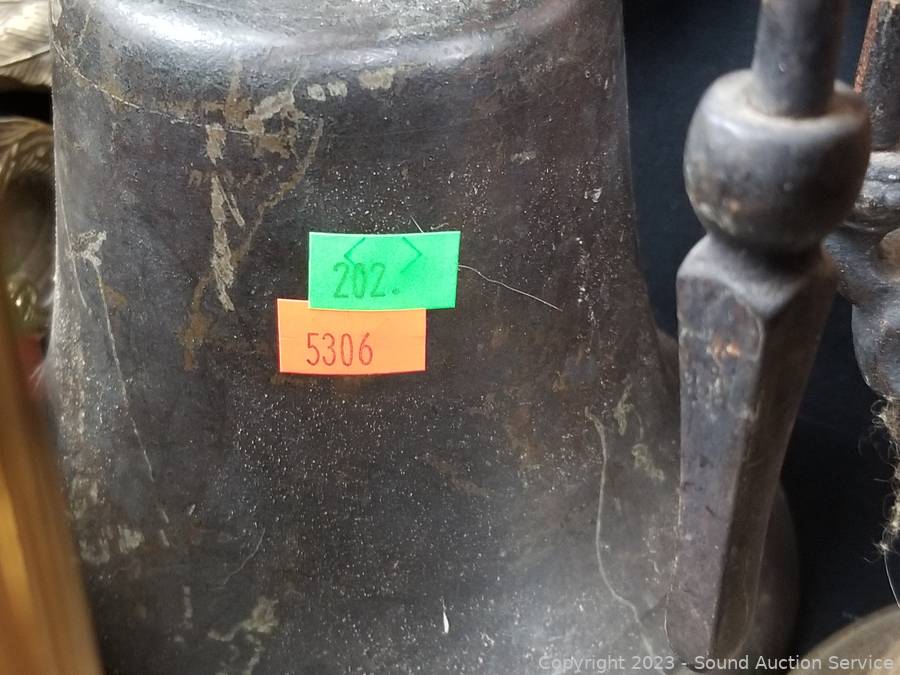 < >
202.
5306
Copyright 2023 - Sound Auction Service